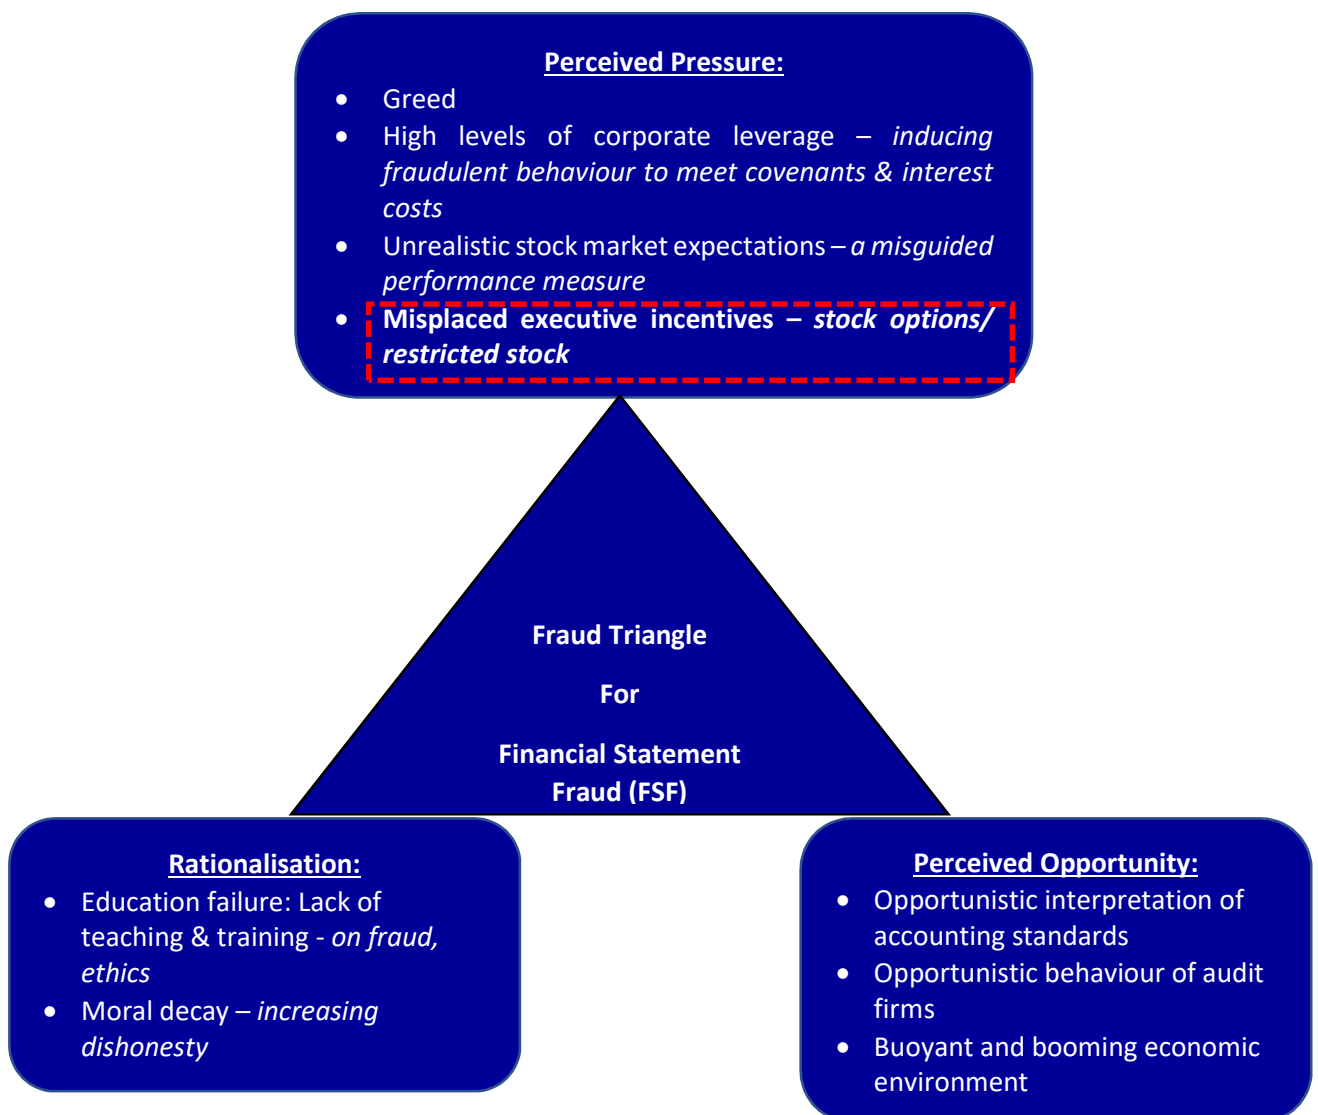 Perceived Pressure:
• Greed
• High levels of corporate leverage – inducing
fraudulent behaviour to meet covenants & interest
costs
• Unrealistic stock market expectations – a misguided
performance measure
• Misplaced executive incentives – stock options/
restricted stock
Fraud Triangle
For
Financial Statement
Fraud (FSF)
Rationalisation:
• Education failure: Lack of
teaching & training - on fraud,
ethics
• Moral decay – increasing
dishonesty
Perceived Opportunity:
• Opportunistic interpretation of
accounting standards
• Opportunistic behaviour of audit
firms
• Buoyant and booming economic
environment